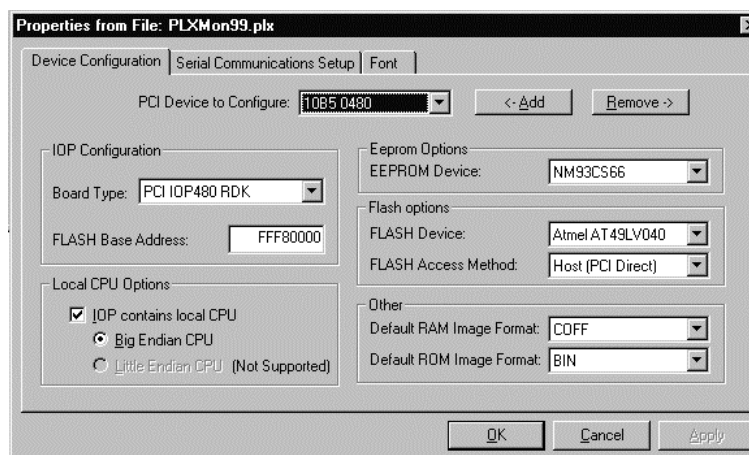 Properties from File: PLXMon99.plx
Device Configuration
Serial Communications Setup
Font
PCI Device to Configure: 10B5 0480
<- Add
Remove ->
IOP Configuration
Board Type: PCI IOP480 RDK
FLASH Base Address: FFF80000
Eeprom Options
EEPROM Device: NM93CS66
Flash options
FLASH Device: Atmel AT49LV040
FLASH Access Method: Host (PCI Direct)
Local CPU Options
IOP contains local CPU
Big Endian CPU
Little Endian CPU (Not Supported)
Other
Default RAM Image Format: COFF
Default ROM Image Format: BIN
OK
Cancel
Apply